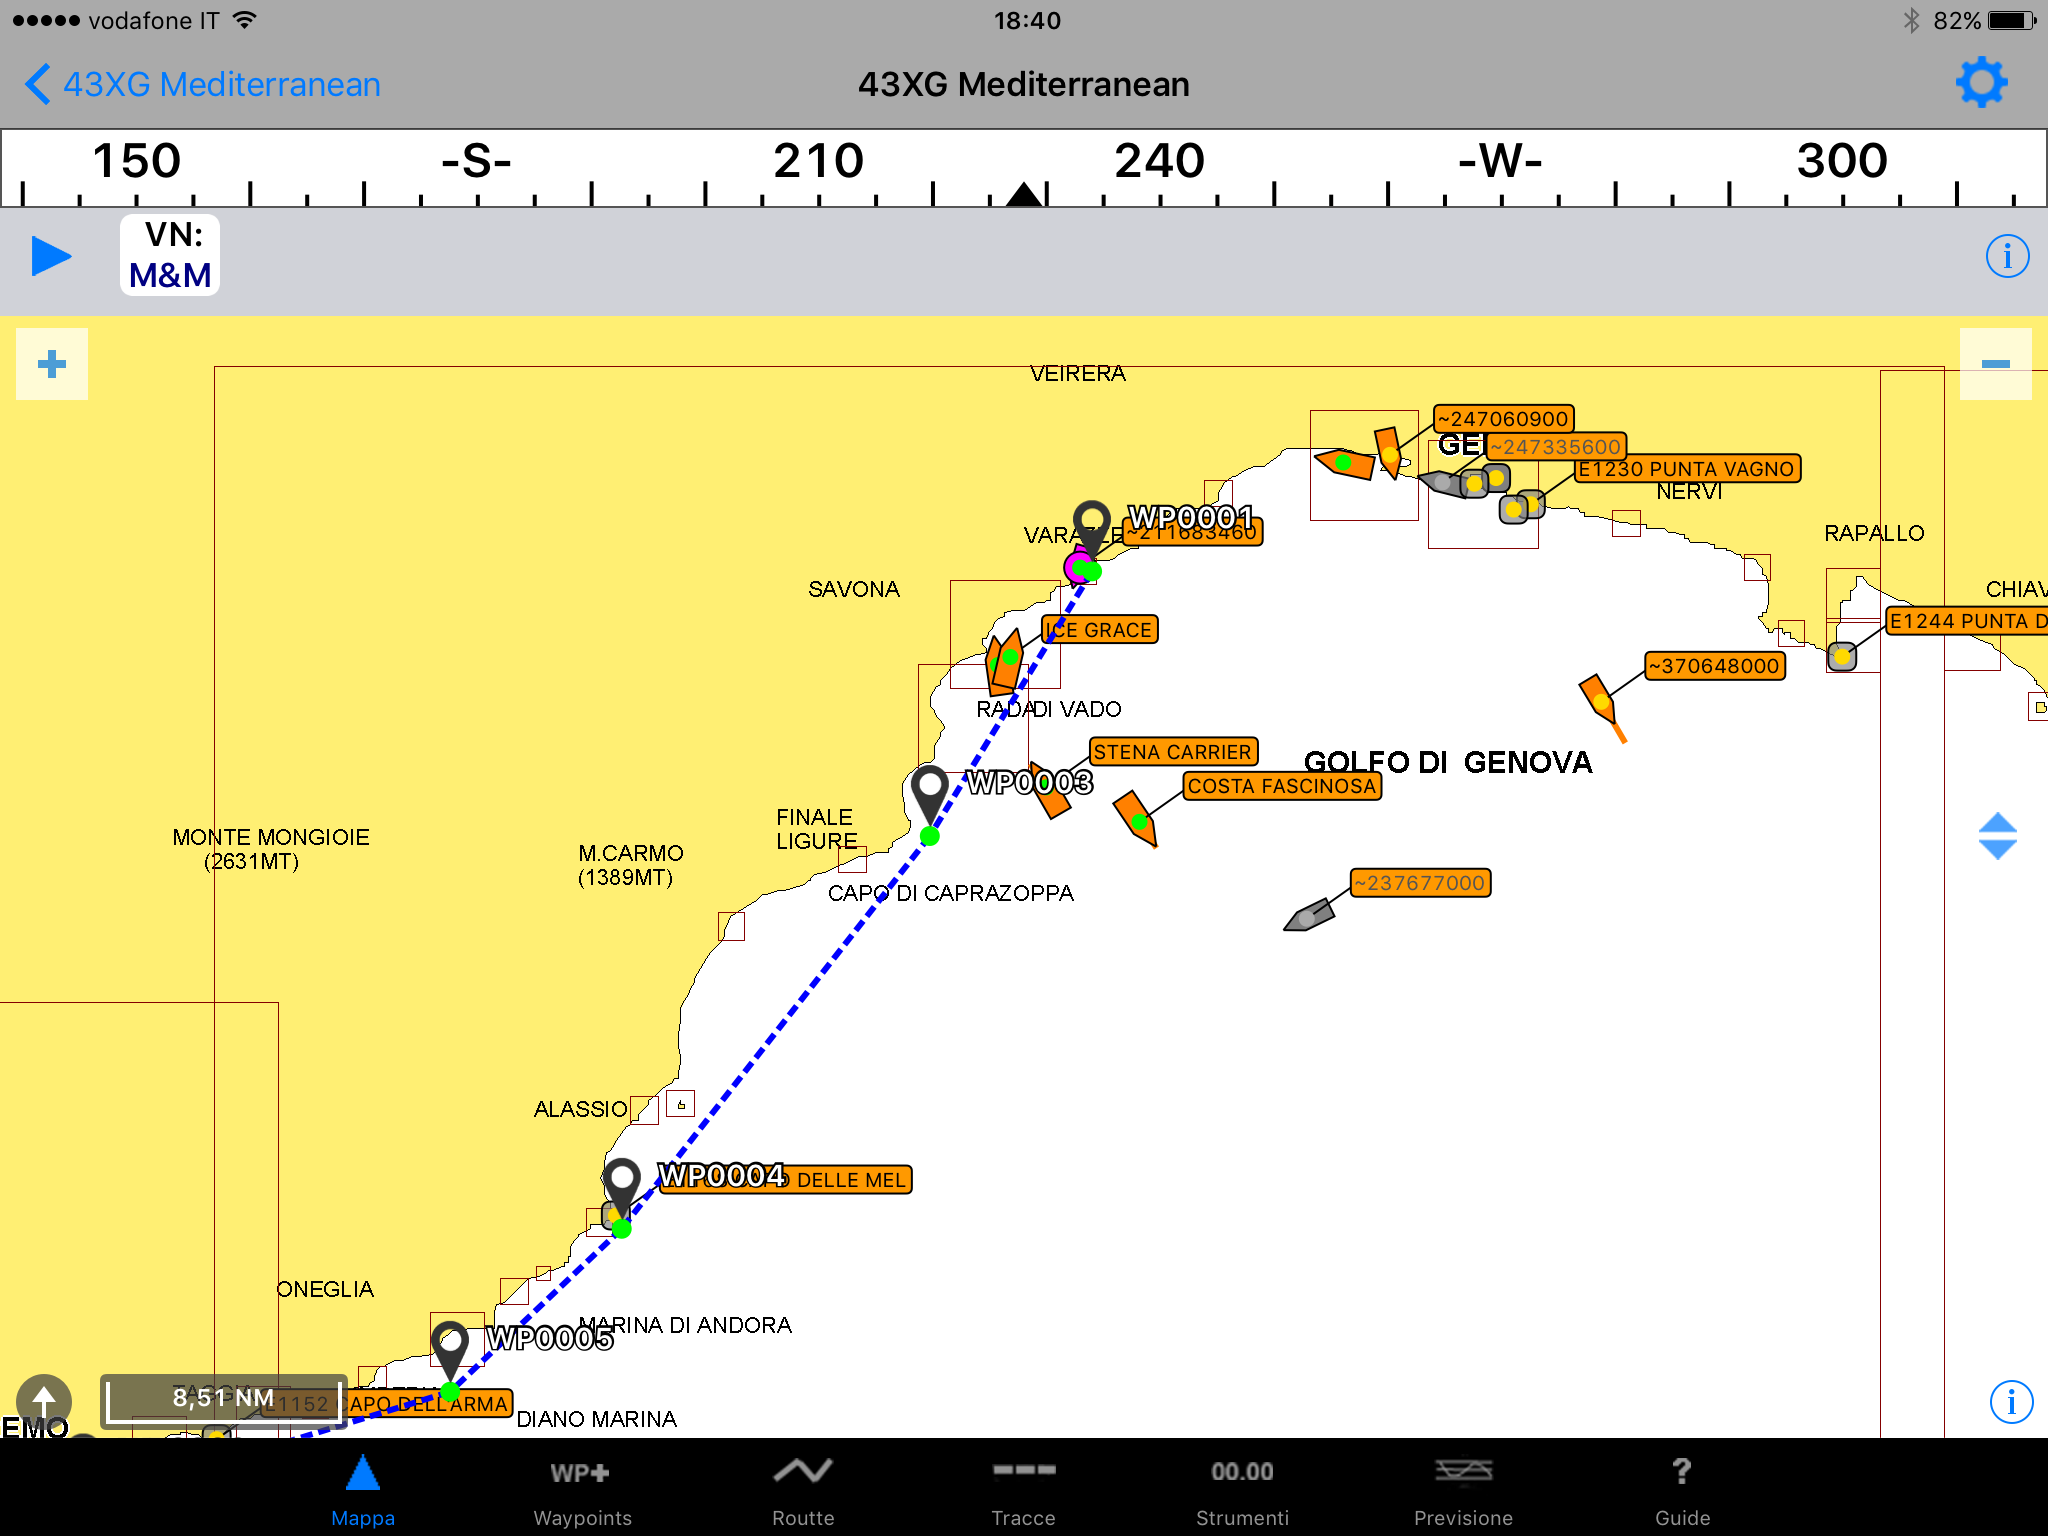 vodafone IT
18:40
82%
43XG Mediterranean
43XG Mediterranean
150
-S-
210
240
-W-
300
VN:
M&M
i
VEIRERA
~247060900
~247335600
E1230 PUNTA VAGNO
NERVI
WP0001
~211683460
RAPALLO
SAVONA
CHIAV
E1244 PUNTA D
ICE GRACE
~370648000
RADA DI VADO
STENA CARRIER
GOLFO DI GENOVA
WP0003
COSTA FASCINOSA
FINALE
LIGURE
MONTE MONGIOIE
(2631MT)
M.CARMO
(1389MT)
~237677000
CAPO DI CAPRAZOPPA
ALASSIO
WP0004
DELLE MEL
ONEGLIA
MARINA DI ANDORA
WP0005
8,51 NM
E1152 CAPO DELL'ARMA
DIANO MARINA
EMO
i
WP+
00.00
?
Mappa
Waypoints
Routte
Tracce
Strumenti
Previsione
Guide